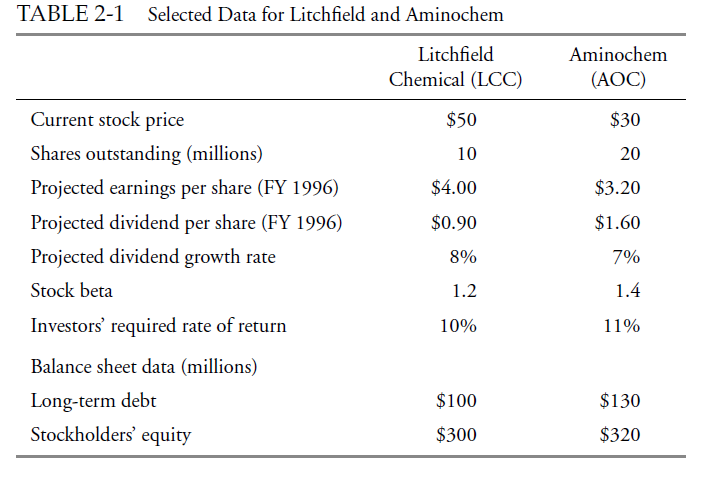 TABLE 2-1 Selected Data for Litchfield and Aminochem
Litchfield Aminochem
Chemical (LCC) (AOC)
Current stock price $50 $30
Shares outstanding (millions) 10 20
Projected earnings per share (FY 1996) $4.00 $3.20
Projected dividend per share (FY 1996) $0.90 $1.60
Projected dividend growth rate 8% 7%
Stock beta 1.2 1.4
Investors’ required rate of return 10% 11%
Balance sheet data (millions)
Long-term debt $100 $130
Stockholders’ equity $300 $320